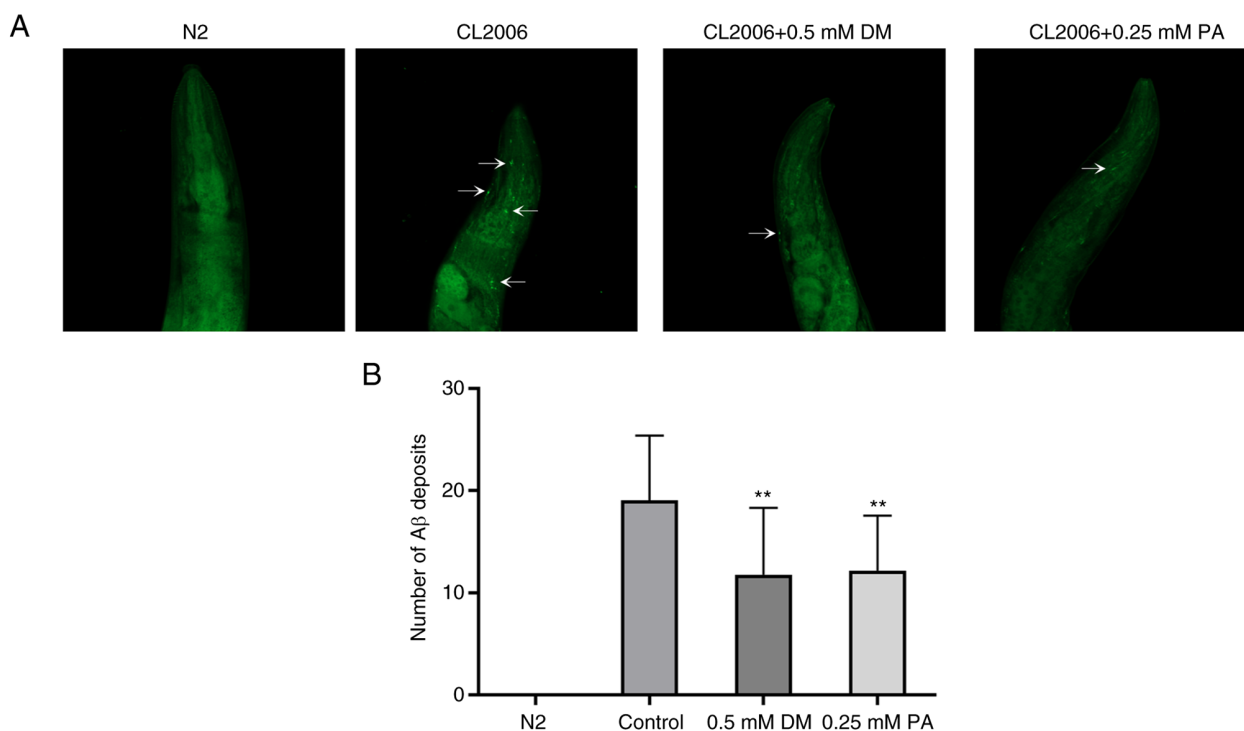 A
N2
CL2006
CL2006+0.5 mM DM
CL2006+0.25 mM PA
B
Number of Aβ deposits
30
20
10
0
**
**
N2
Control
0.5 mM DM
0.25 mM PA